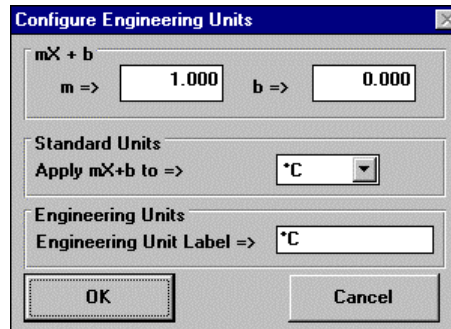 Configure Engineering Units
mX + b
m => 1.000 b => 0.000
Standard Units
Apply mX+b to => °C
Engineering Units
Engineering Unit Label => °C
OK Cancel